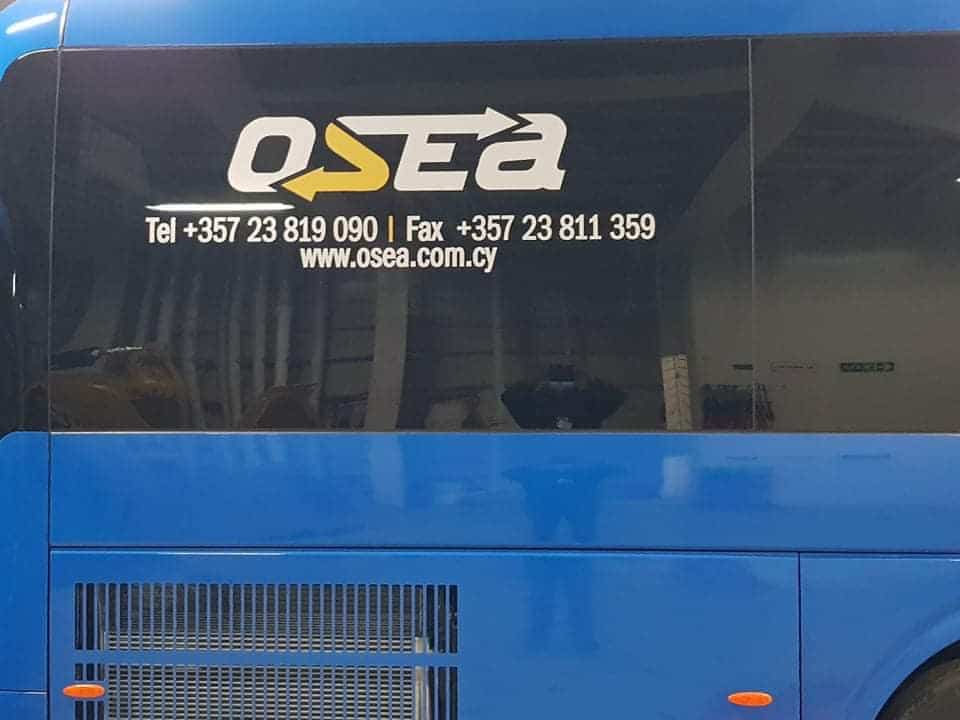 osea
Tel +357 23 819 090 | Fax +357 23 811 359
www.osea.com.cy